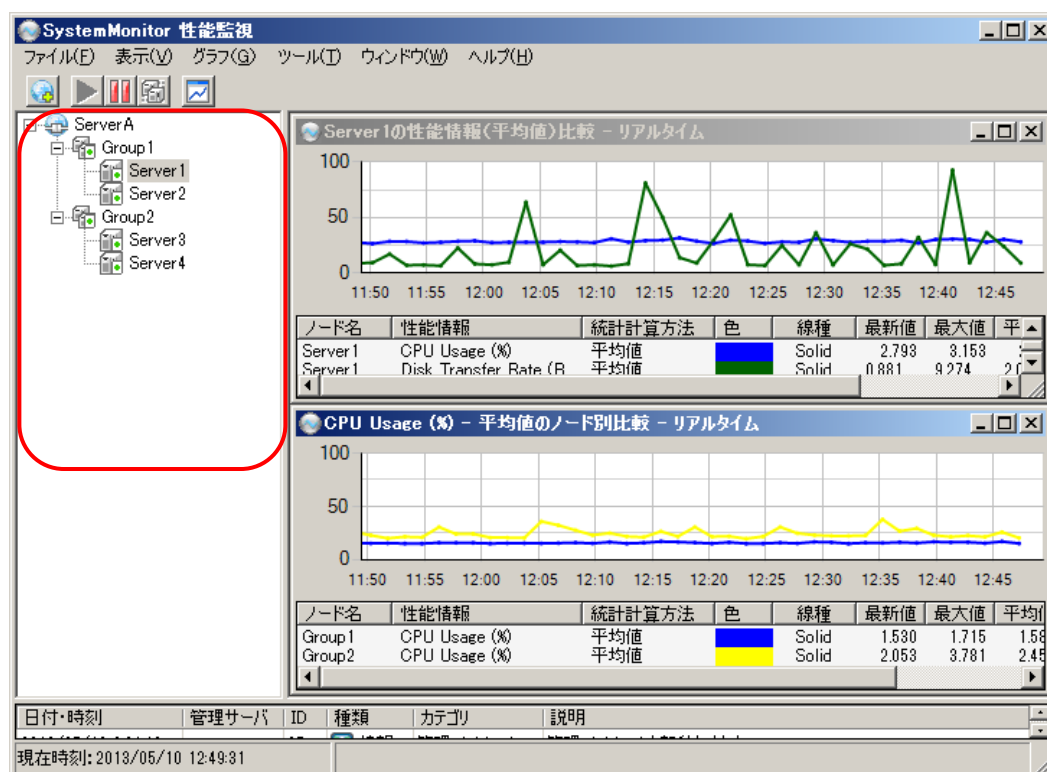 SystemMonitor 性能監視
ファイル(F) 表示(V) グラフ(G) ツール(T) ウィンドウ(W) ヘルプ(H)
ServerA
Group1
Server1
Server2
Group2
Server3
Server4
Server1の性能情報(平均値)比較 - リアルタイム
100
50
0
11:50 11:55 12:00 12:05 12:10 12:15 12:20 12:25 12:30 12:35 12:40 12:45
ノード名 性能情報 統計計算方法 色 線種 最新値 最大値 平
Server1 CPU Usage (%) 平均値 Solid 2.793 3.153
Server1 Disk Transfer Rate (B 平均値 Solid 0.881 9.274
CPU Usage (%) - 平均値のノード別比較 - リアルタイム
100
50
0
11:50 11:55 12:00 12:05 12:10 12:15 12:20 12:25 12:30 12:35 12:40 12:45
ノード名 性能情報 統計計算方法 色 線種 最新値 最大値 平均
Group1 CPU Usage (%) 平均値 Solid 1.530 1.715 1.58
Group2 CPU Usage (%) 平均値 Solid 2.053 3.781 2.45
日付・時刻 管理サーバ ID 種類 カテゴリ 説明
現在時刻: 2013/05/10 12:49:31